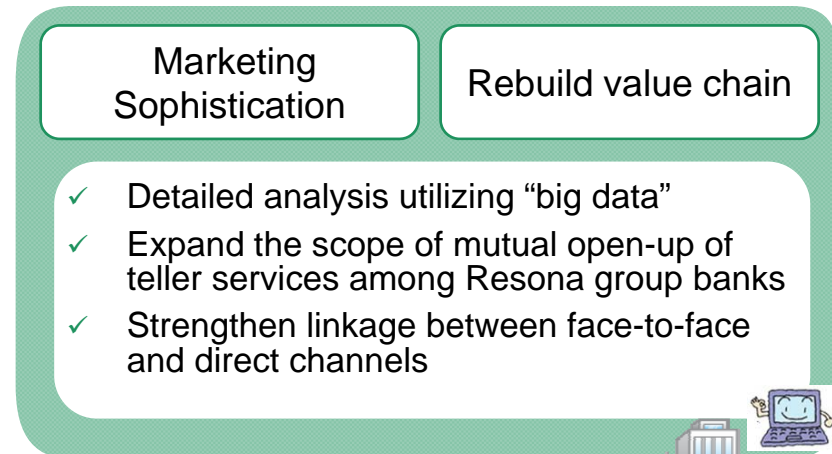 Marketing
Sophistication
Rebuild value chain
✓ Detailed analysis utilizing “big data”
✓ Expand the scope of mutual open-up of
teller services among Resona group banks
✓ Strengthen linkage between face-to-face
and direct channels